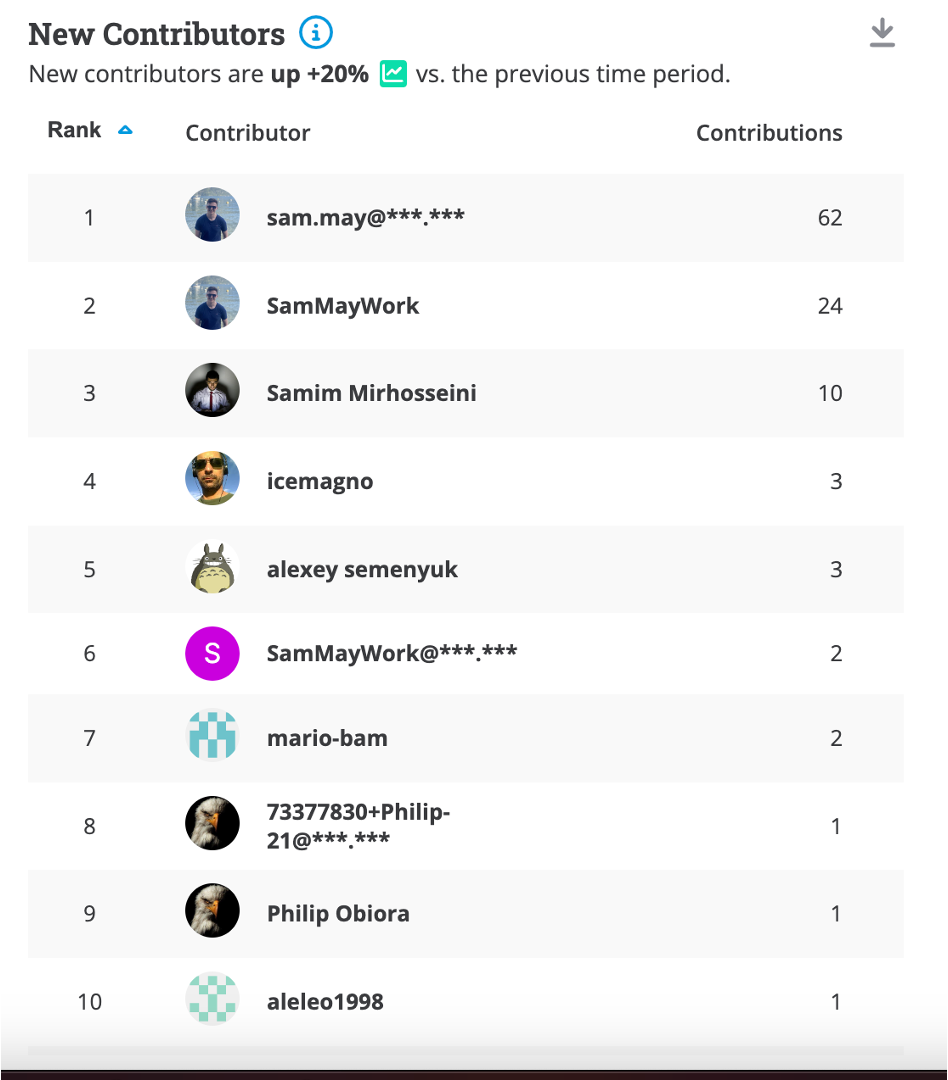 New Contributors
New contributors are up +20% vs. the previous time period.
Rank Contributor Contributions
1 sam.may@***.*** 62
2 SamMayWork 24
3 Samim Mirhosseini 10
4 icemagno 3
5 alexey semenyuk 3
6 S SamMayWork@***.*** 2
7 mario-bam 2
8 73377830+Philip- 1
21@***.***
9 Philip Obiora 1
10 aleleo1998 1